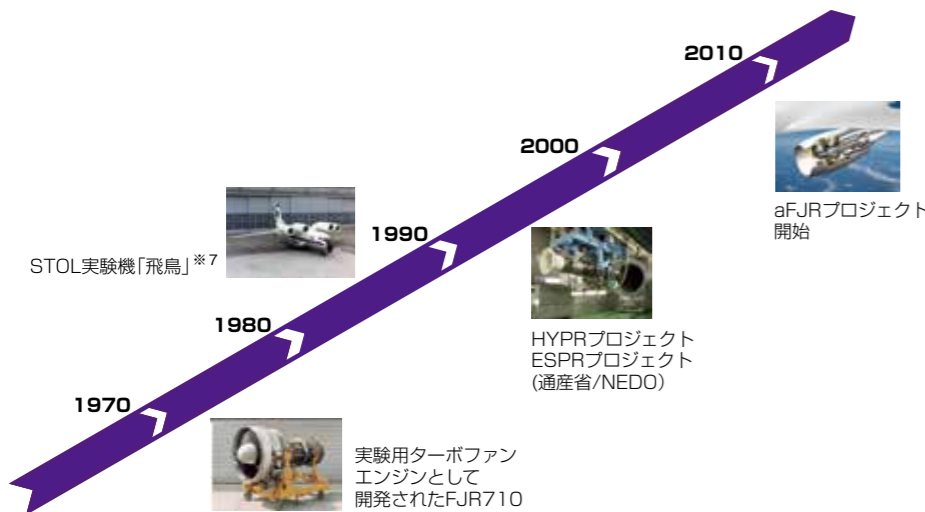 2010
2000
aFJRプロジェクト
開始
1990
STOL実験機「飛鳥」※7
HYPRプロジェクト
ESPRプロジェクト
(通産省/NEDO）
1980
1970
実験用ターボファン
エンジンとして
開発されたFJR710